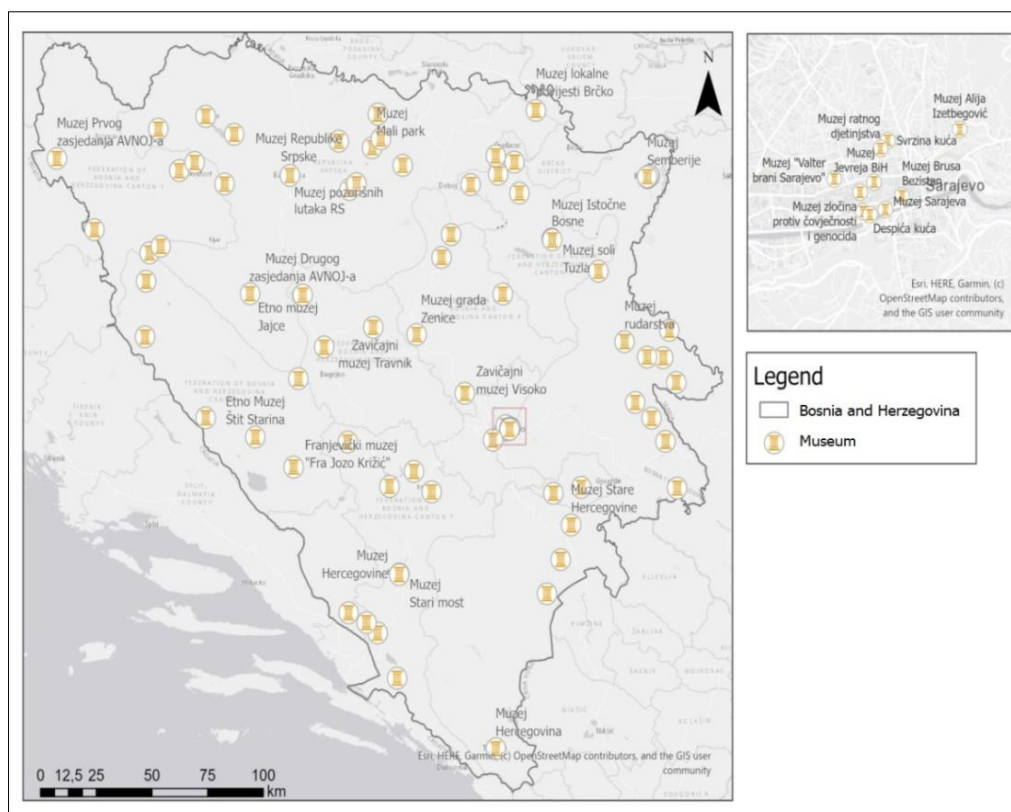 N
Muzej lokalne
povijesti Brčko
Muzej Prvog
zasjedanja AVNOJ-a
Muzej
Mali park
Muzej Republike
Srpske
Muzej
Semberije
Muzej pozorišnih
lutaka RS
Muzej Istočne
Bosne
Muzej soli
Tuzla
Muzej Drugog
zasjedanja AVNOJ-a
Etno muzej
Jajce
Muzej grada
Zenice
Muzej
rudarstva
Zavičajni
muzej Travnik
Zavičajni
muzej Visoko
Etno Muzej
Štit Starina
Franjevički muzej
"Fra Jozo Križić"
Muzej Stare
Hercegovine
Muzej
Hercegovine
Muzej
Stari most
Muzej
Hercegovina
Esri, HERE, Garmin, (c) OpenStreetMap contributors, and the GIS user
community
0 12,5 25 50 75 100
km
Muzej Alija
Izetbegović
Muzej ratnog
djetinjstva
Svrzina kuća
Muzej "Valter
brani Sarajevo"
Muzej
Jevreja BiH
Muzej Brusa
Bezistan
Sarajevo
Muzej Sarajeva
Muzej zločina
protiv čovječnosti
i genocida
Despića kuća
Esri, HERE, Garmin, (c)
OpenStreetMap contributors,
and the GIS user community
Legend
Bosnia and Herzegovina
Museum